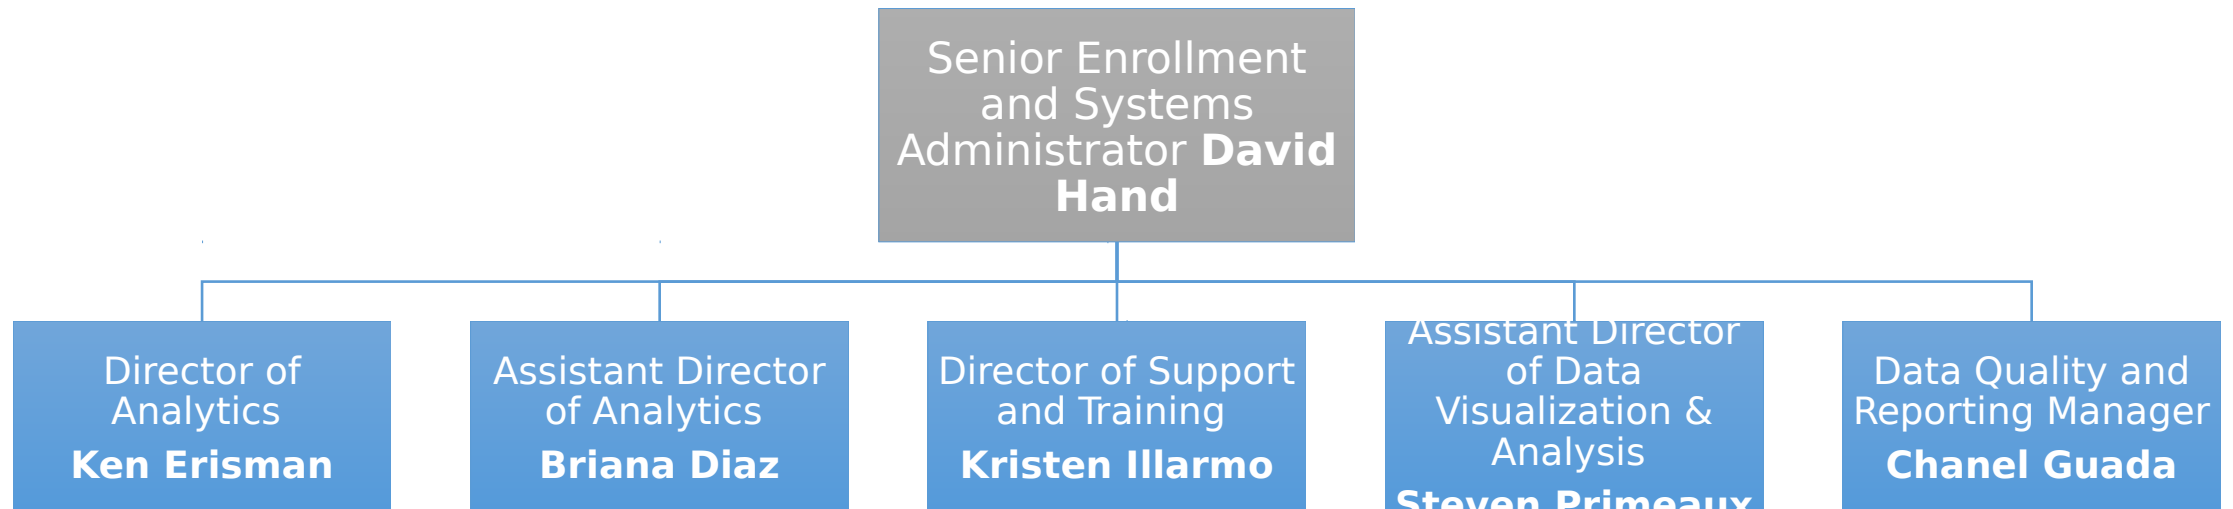 Senior Enrollment
and Systems
Administrator David
Hand
Director of
Analytics
Ken Erisman
Assistant Director
of Analytics
Briana Diaz
Director of Support
and Training
Kristen Illarmo
Assistant Director
of Data
Visualization &
Analysis
Steven Primeaux
Data Quality and
Reporting Manager
Chanel Guada